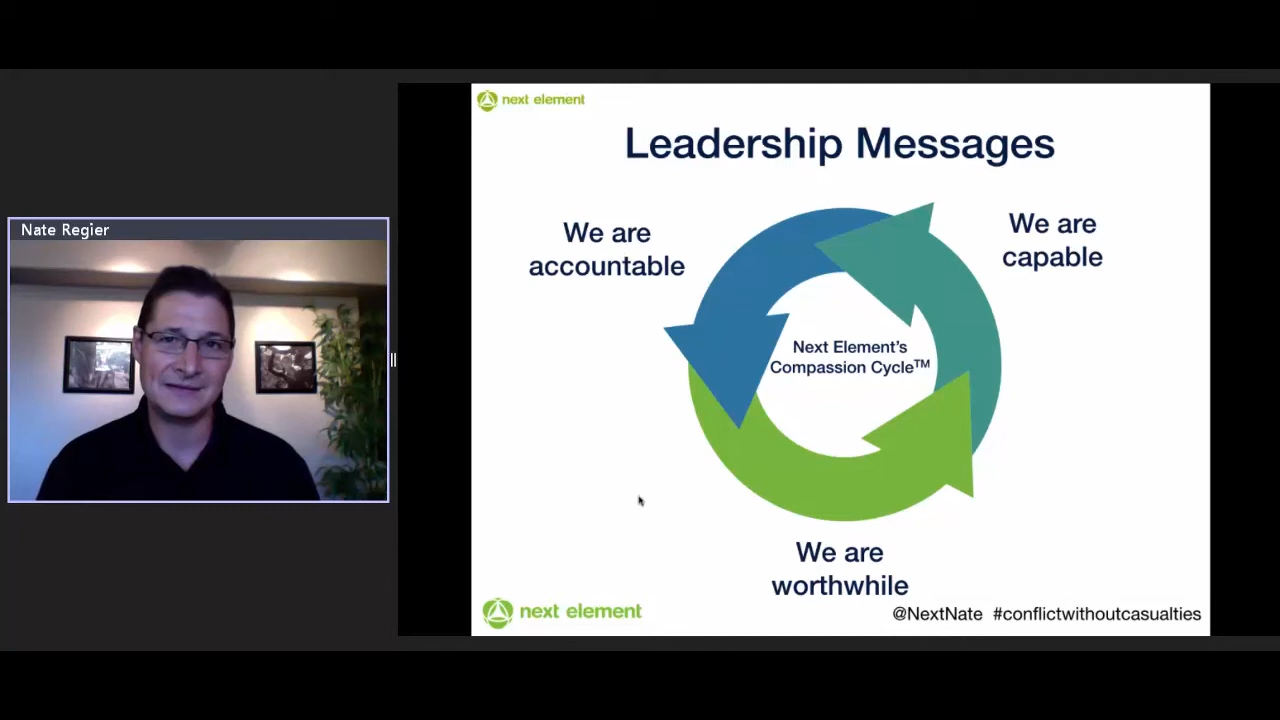 Nate Regier
next element
Leadership Messages
We are
accountable
We are
capable
Next Element's
Compassion Cycle™
We are
worthwhile
next element
@NextNate #conflictwithoutcasualties